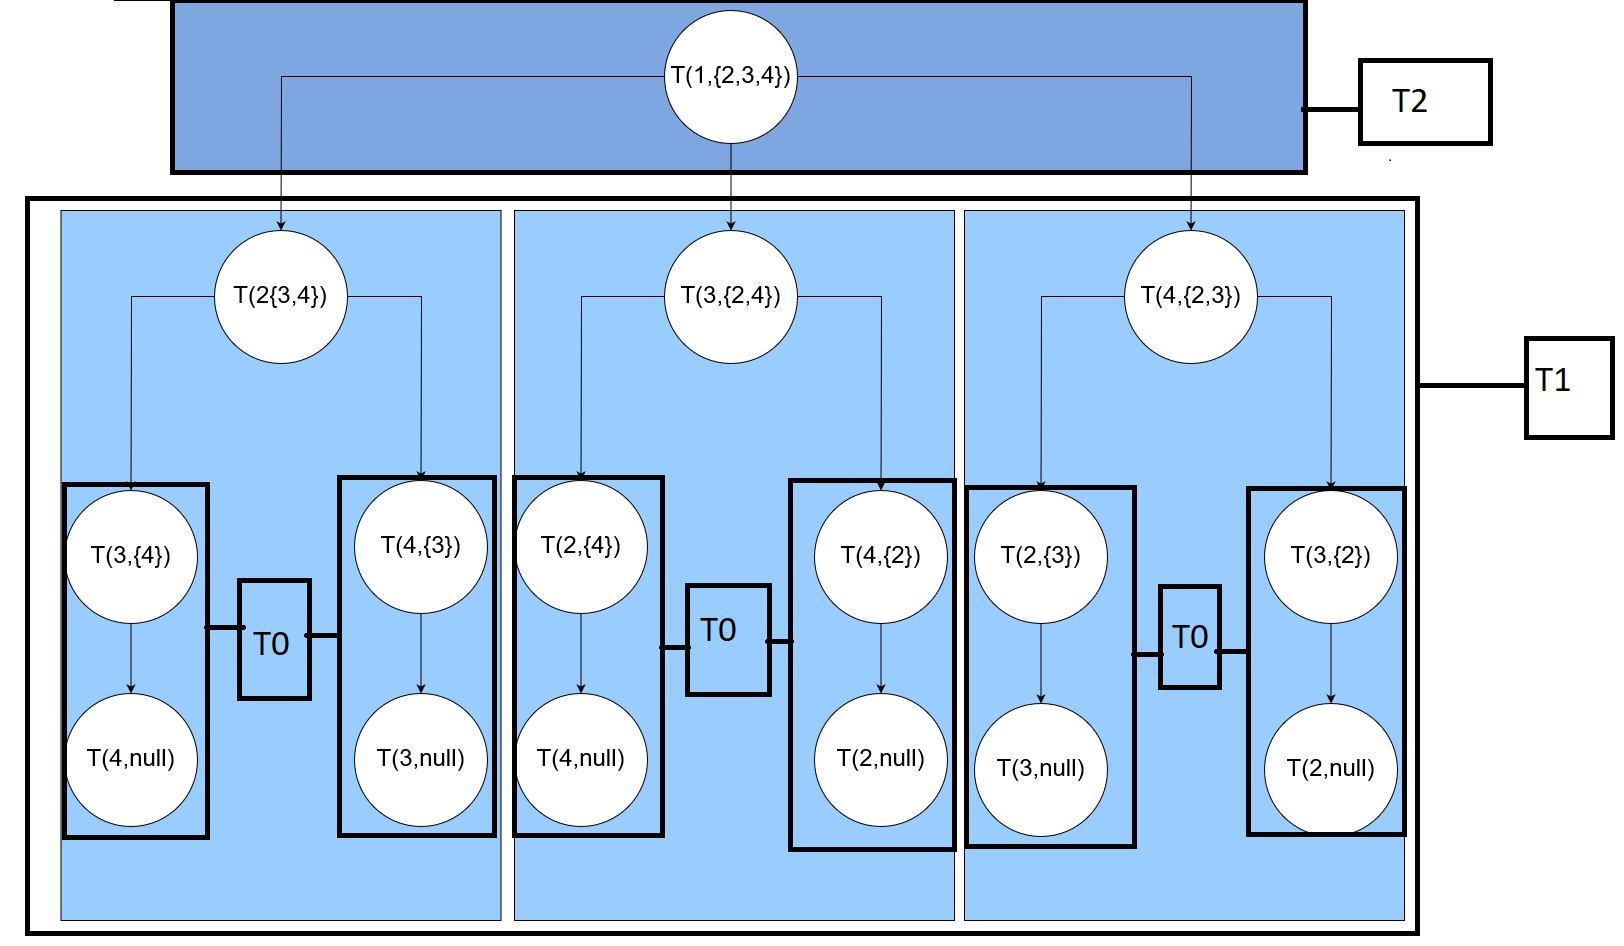 T(1,{2,3,4})
T2
T(2{3,4})
T(3,{2,4})
T(4,{2,3})
T1
T(3,{4})
T(4,{3})
T(2,{4})
T(4,{2})
T(2,{3})
T(3,{2})
T0
T0
T0
T(4,null)
T(3,null)
T(4,null)
T(2,null)
T(3,null)
T(2,null)